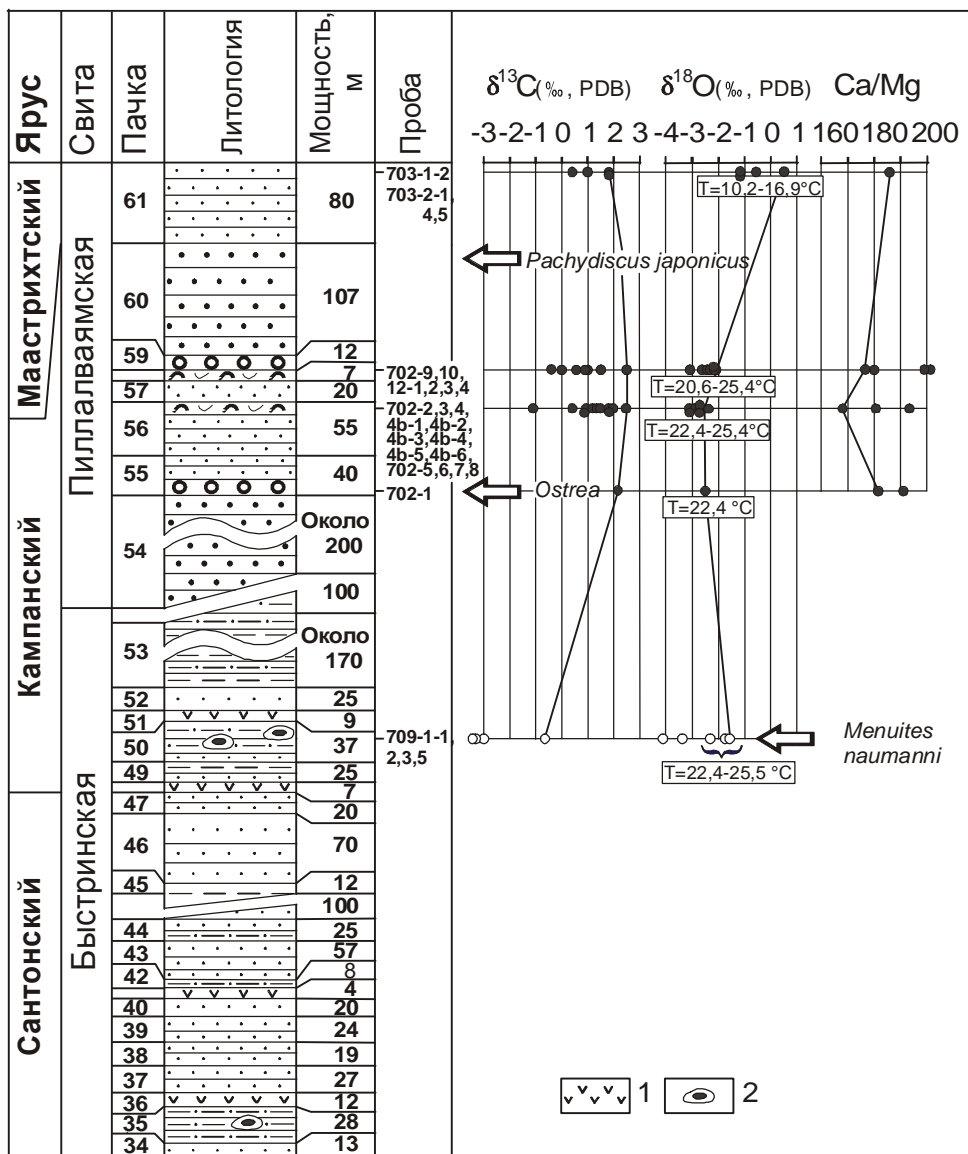 Ярус
Свита
Пачка
Литология
Мощность, м
Проба
δ13C(‰, PDB)
δ18O(‰, PDB)
Ca/Mg
-3 -2 -1 0 1 2 3
-4 -3 -2 -1 0 1
160 180 200
Маастрихтский
Кампанский
Сантонский
Пиллалваямская
Быстринская
61
80
703-1-2
703-2-1,
4,5
T=10,2-16,9°C
Pachydiscus japonicus
60
107
59
12
7
702-9,10,
12-1,2,3,4
T=20,6-25,4°C
57
20
702-2,3,4,
4b-1,4b-2,
4b-3,4b-4,
4b-5,4b-6,
702-5,6,7,8
T=22,4-25,4°C
56
55
55
40
702-1
Ostrea
T=22,4 °C
54
Около
200
100
53
Около
170
52
25
51
9
50
37
709-1-1,
2,3,5
Menuites
naumanni
T=22,4-25,5 °C
49
25
7
47
20
46
70
45
12
100
44
25
43
57
42
8
4
40
20
39
24
38
19
37
27
36
12
35
28
34
13
1
2